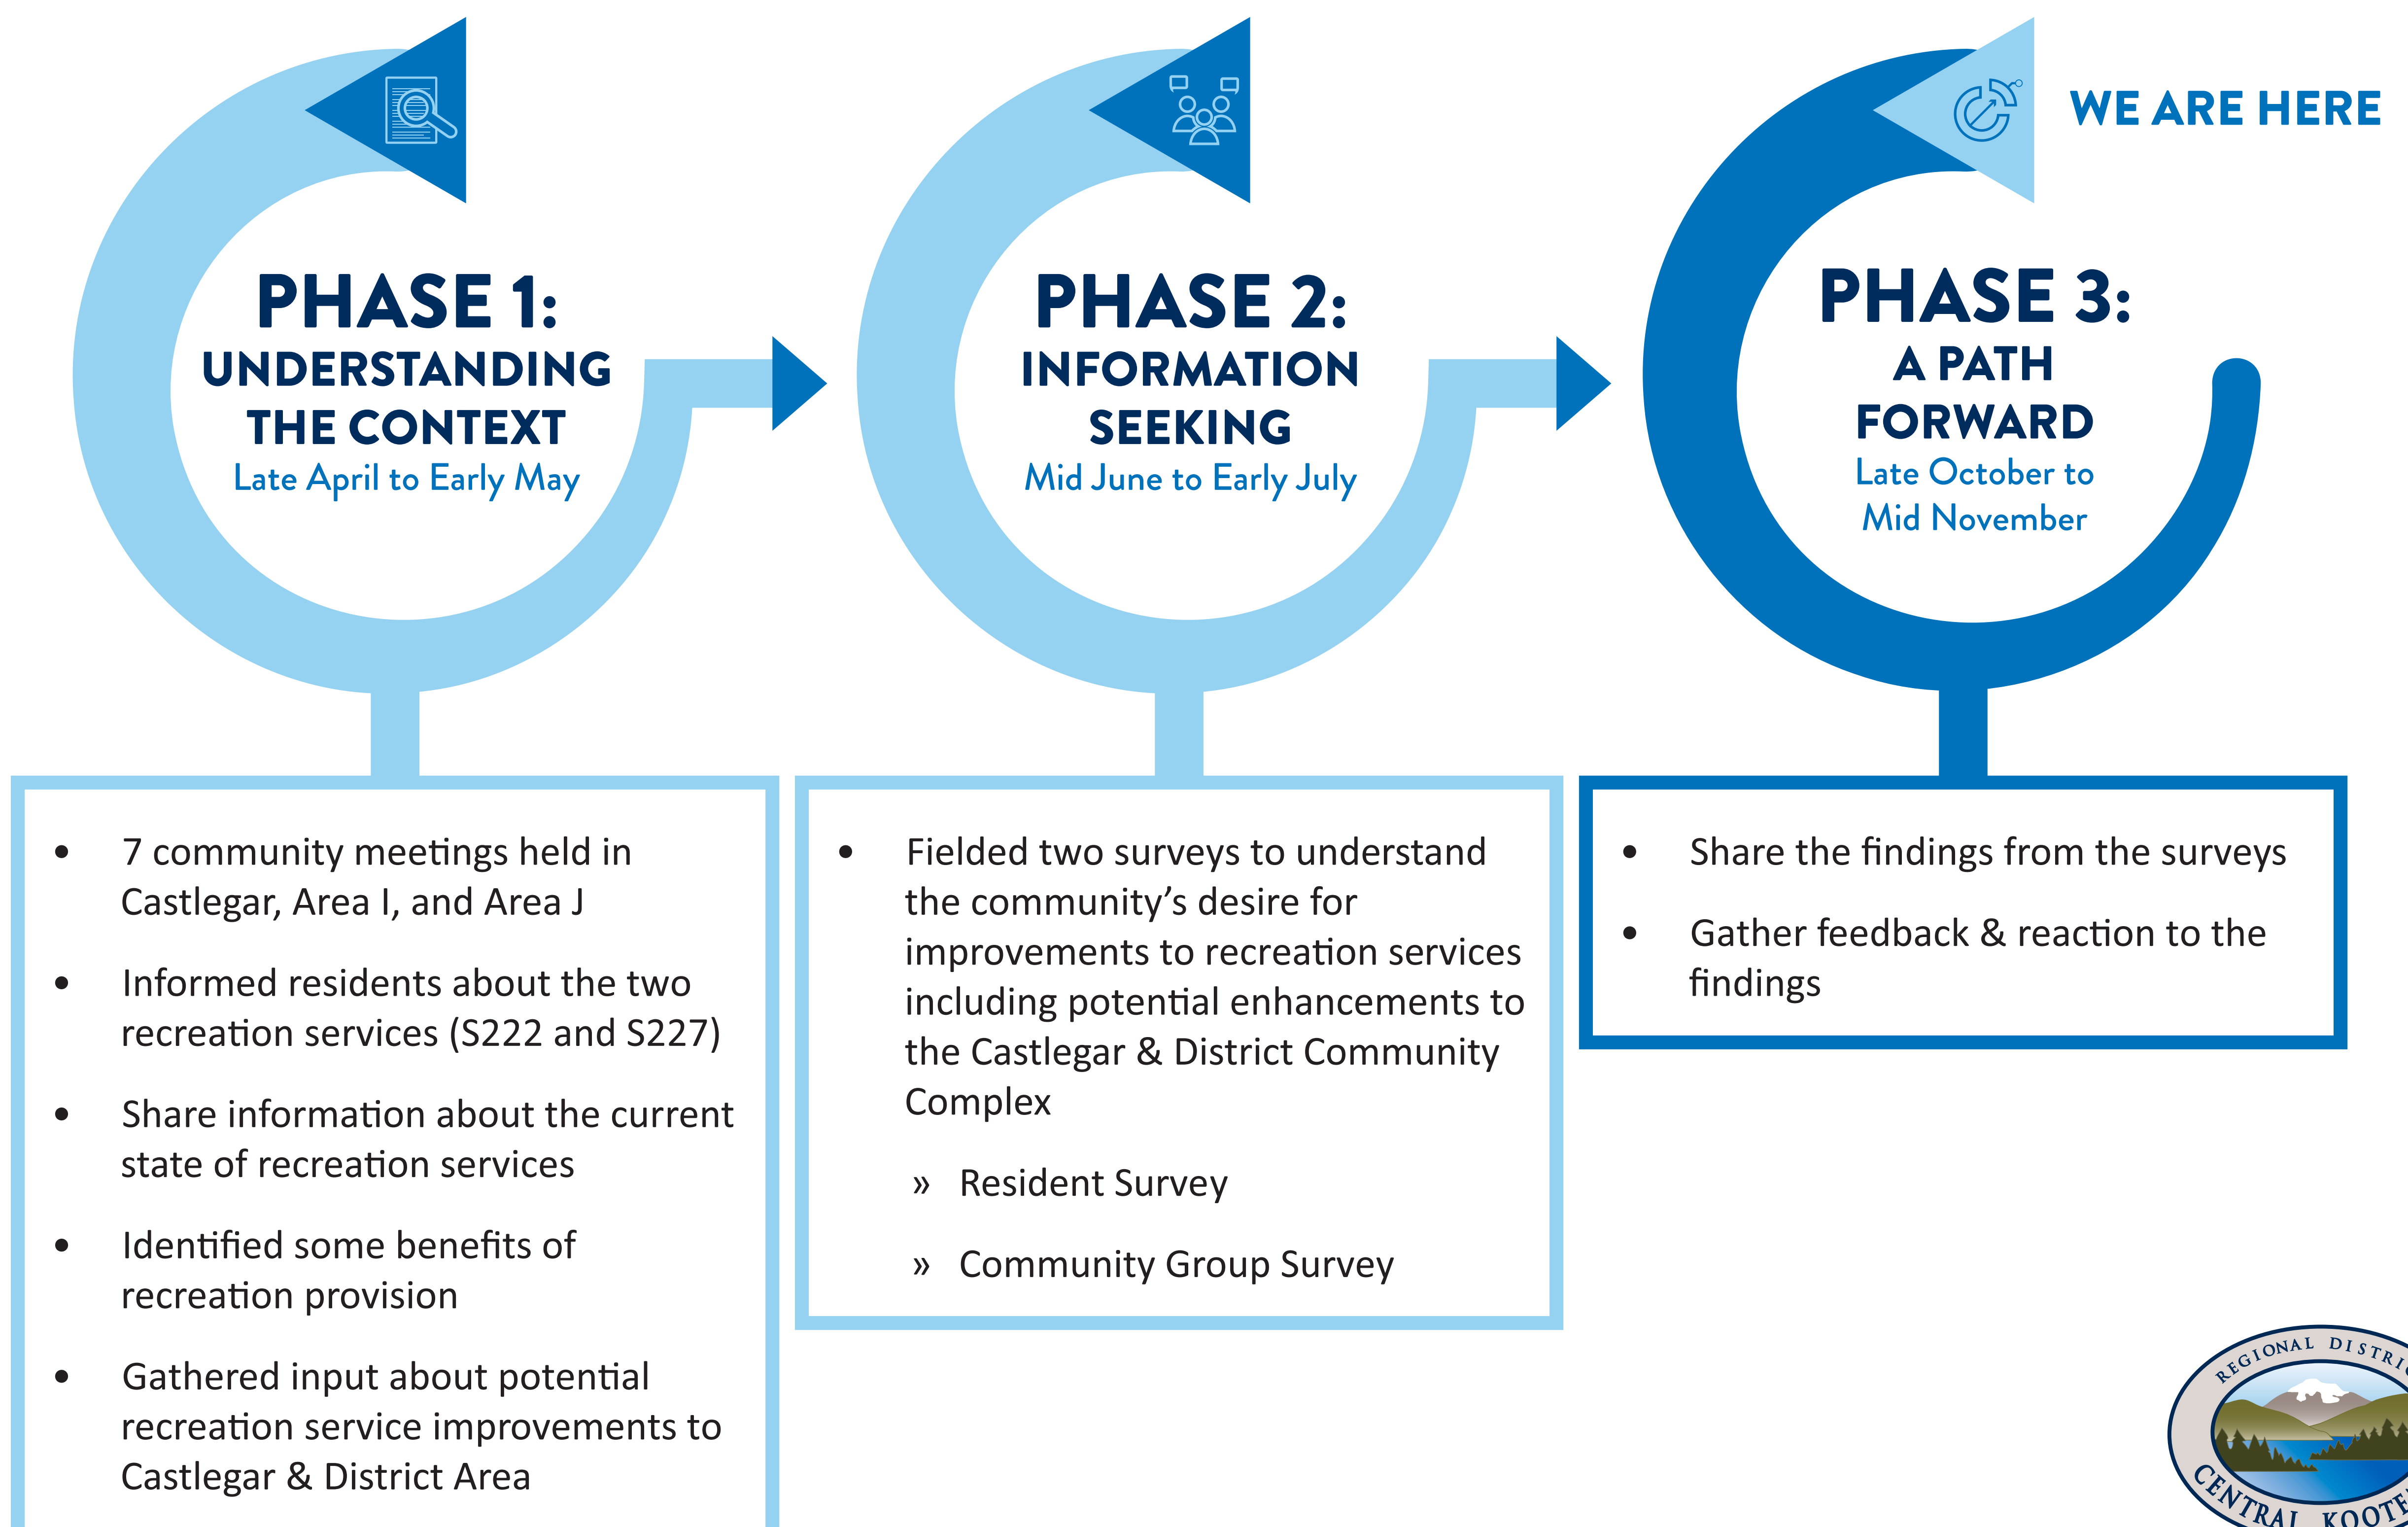 WE ARE HERE
PHASE 1:
UNDERSTANDING
THE CONTEXT
Late April to Early May
PHASE 2:
INFORMATION
SEEKING
Mid June to Early July
PHASE 3:
A PATH
FORWARD
Late October to
Mid November
• 7 community meetings held in
Castlegar, Area I, and Area J
• Informed residents about the two
recreation services (S222 and S227)
• Share information about the current
state of recreation services
• Identified some benefits of
recreation provision
• Gathered input about potential
recreation service improvements to
Castlegar & District Area
• Fielded two surveys to understand
the community’s desire for
improvements to recreation services
including potential enhancements to
the Castlegar & District Community
Complex
» Resident Survey
» Community Group Survey
• Share the findings from the surveys
• Gather feedback & reaction to the
findings
REGIONAL
CENTRAL